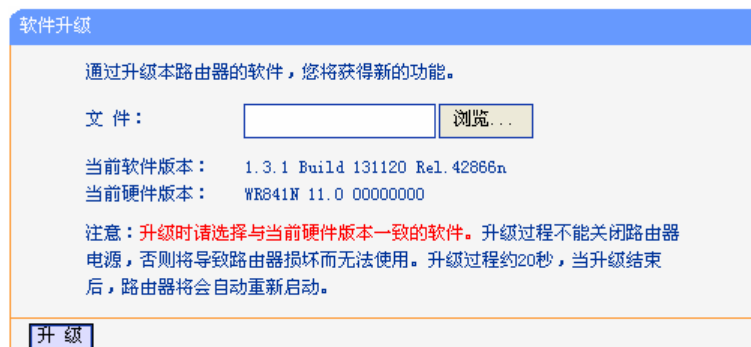 软件升级
通过升级本路由器的软件，您将获得新的功能。
文 件：
浏览...
当前软件版本： 1.3.1 Build 131120 Rel.42866n
当前硬件版本： WR841N 11.0 00000000
注意：升级时请选择与当前硬件版本一致的软件。升级过程不能关闭路由器
电源，否则将导致路由器损坏而无法使用。升级过程约20秒，当升级结束
后，路由器将会自动重新启动。
升 级